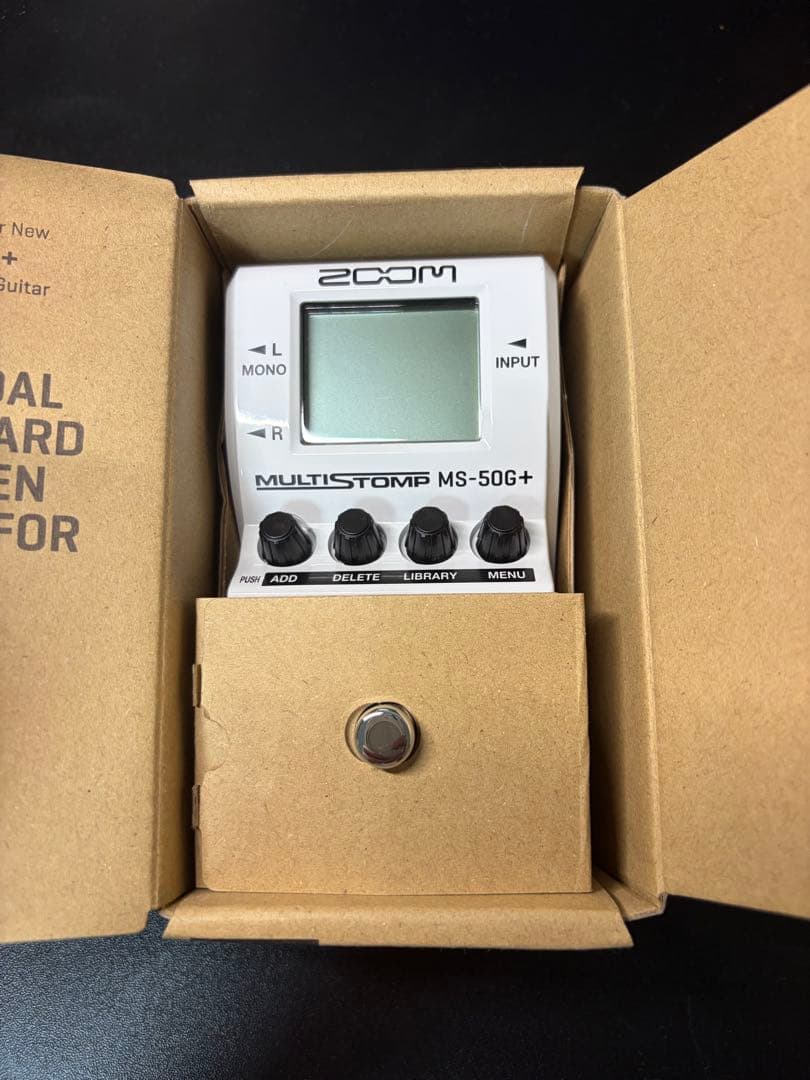 r New
+
Guitar
DAL
ARD
EN
FOR
ZOOM
L
MONO
R
INPUT
MULTISTOMP MS-50G+
PUSH ADD DELETE LIBRARY MENU